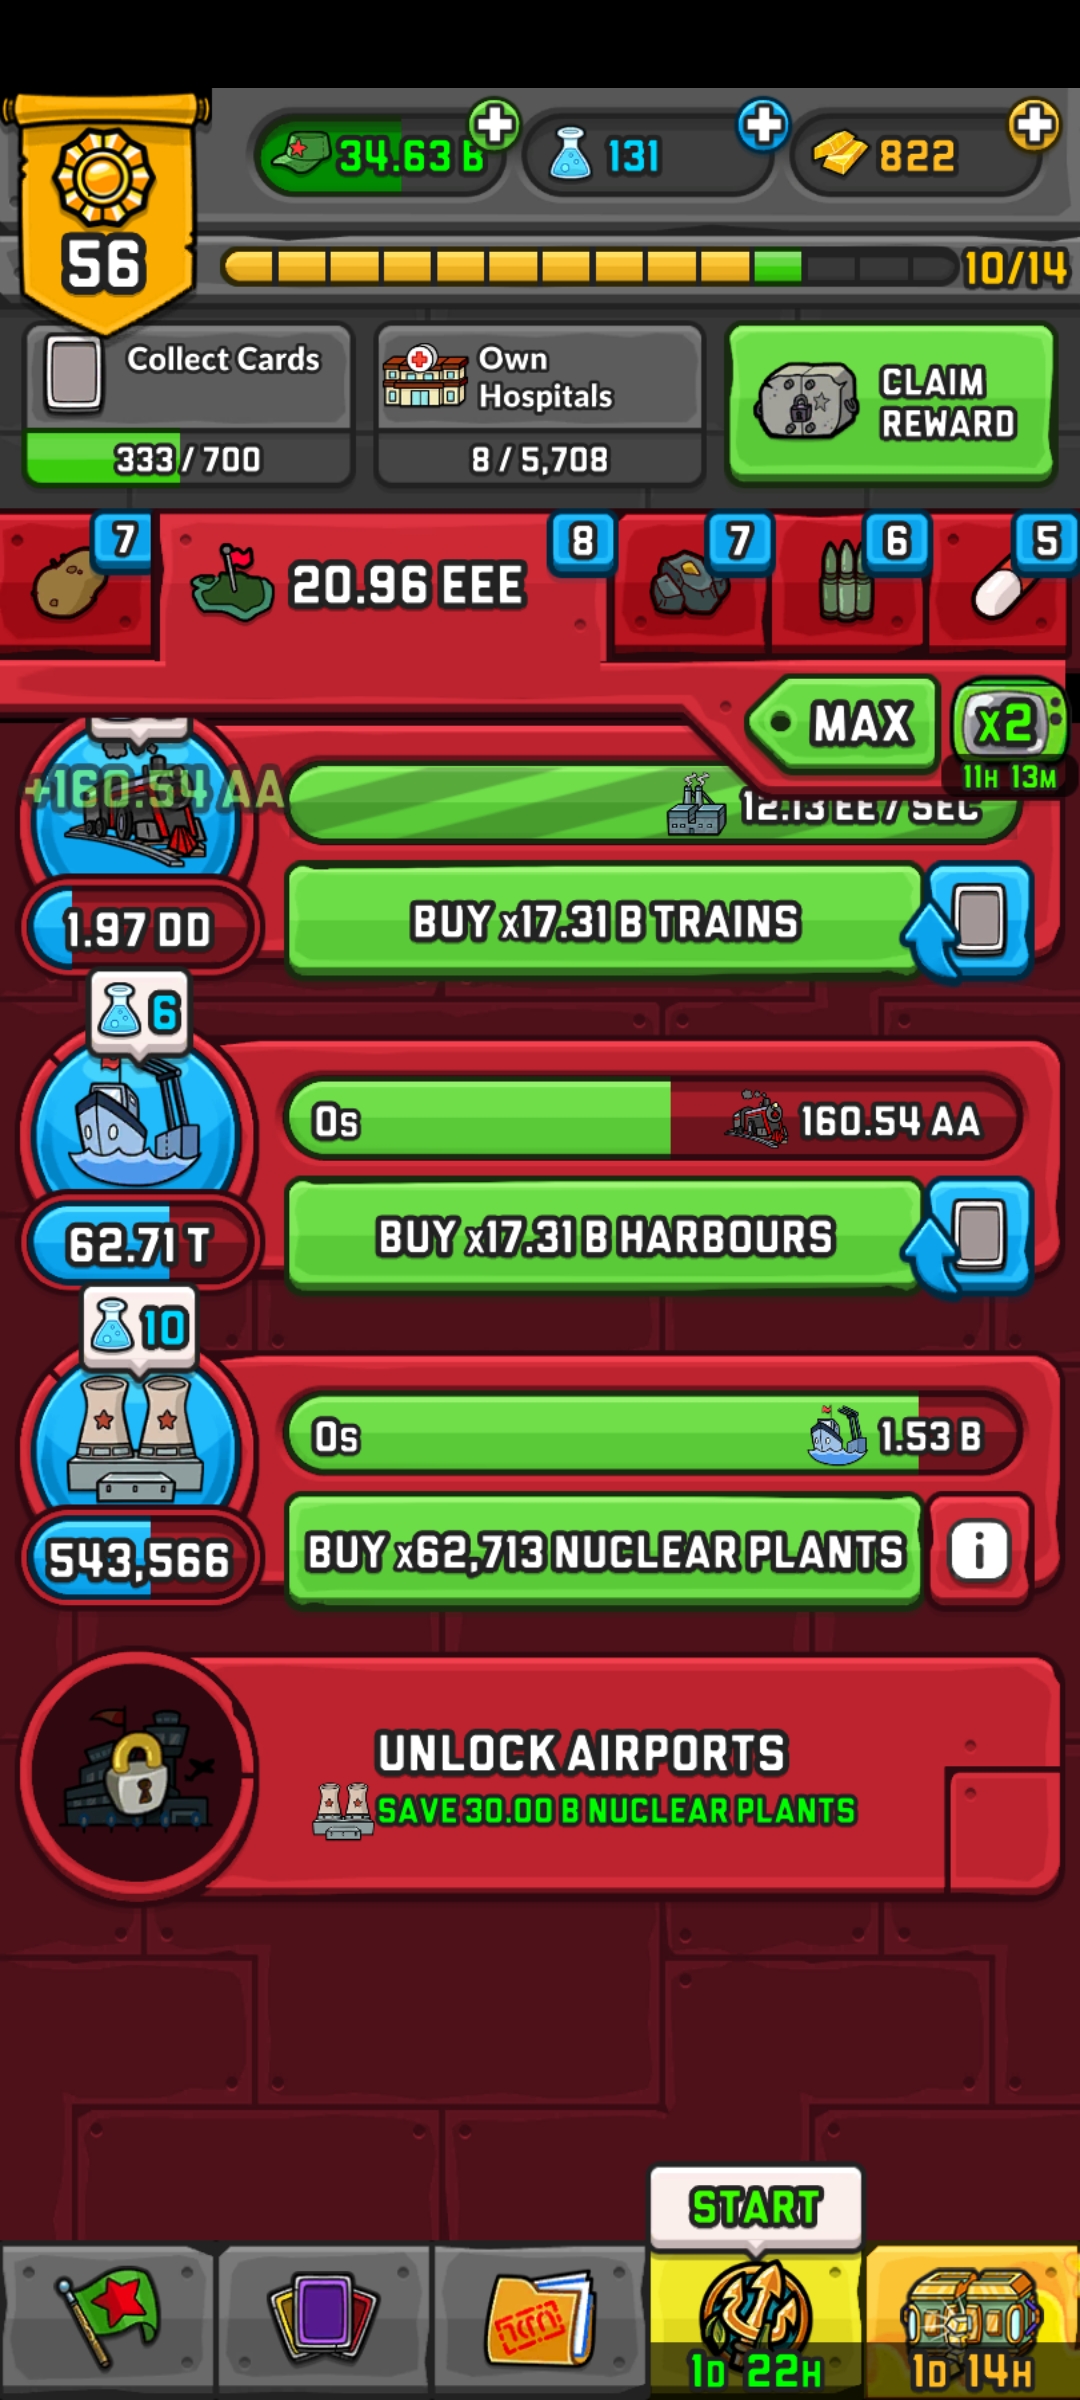 56
34.63 B
131
822
10/14
Collect Cards
333 / 700
Own
Hospitals
8 / 5,708
CLAIM
REWARD
7
20.96 EEE
8
7
6
5
MAX
x2
11H 13M
+160.54 AA
12.13 EE / SEC
1.97 DD
BUY x17.31 B TRAINS
6
0s
160.54 AA
62.71 T
BUY x17.31 B HARBOURS
10
0s
1.53 B
543,566
BUY x62,713 NUCLEAR PLANTS
i
UNLOCK AIRPORTS
SAVE 30.00 B NUCLEAR PLANTS
START
1D 22H
1D 14H